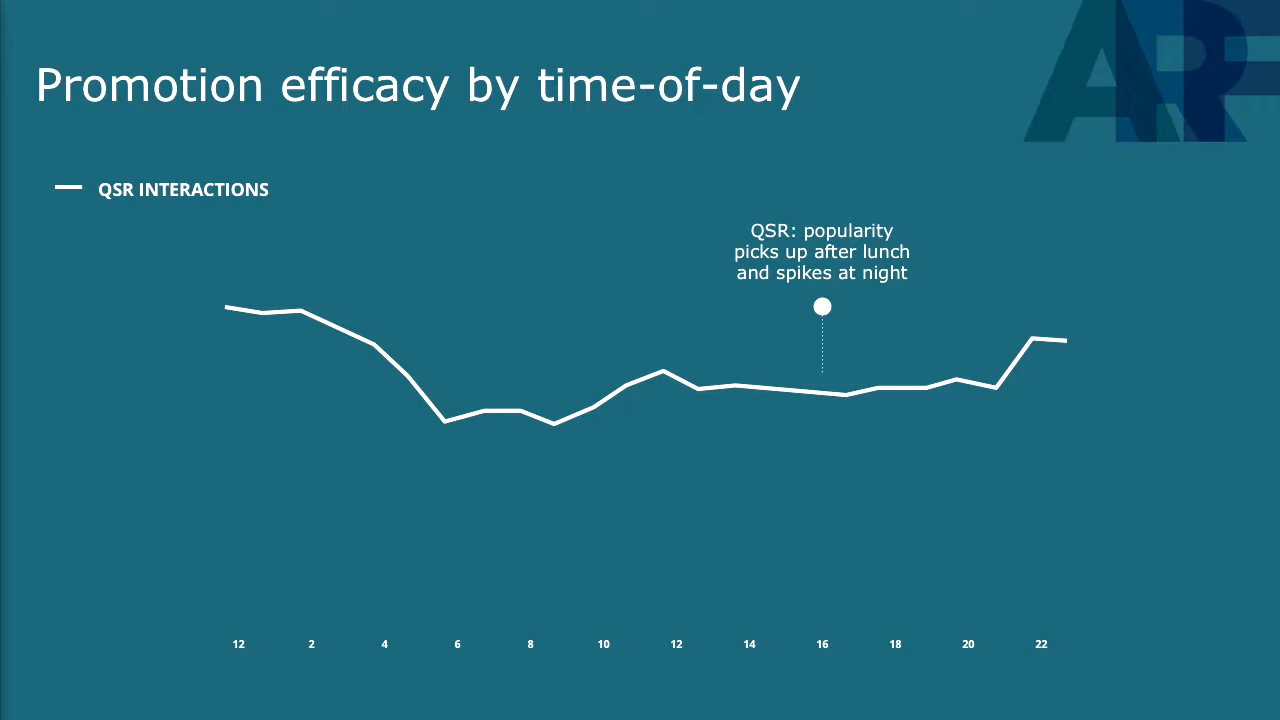 ARF
Promotion efficacy by time-of-day
QSR INTERACTIONS
QSR: popularity
picks up after lunch
and spikes at night
12 2 4 6 8 10 12 14 16 18 20 22